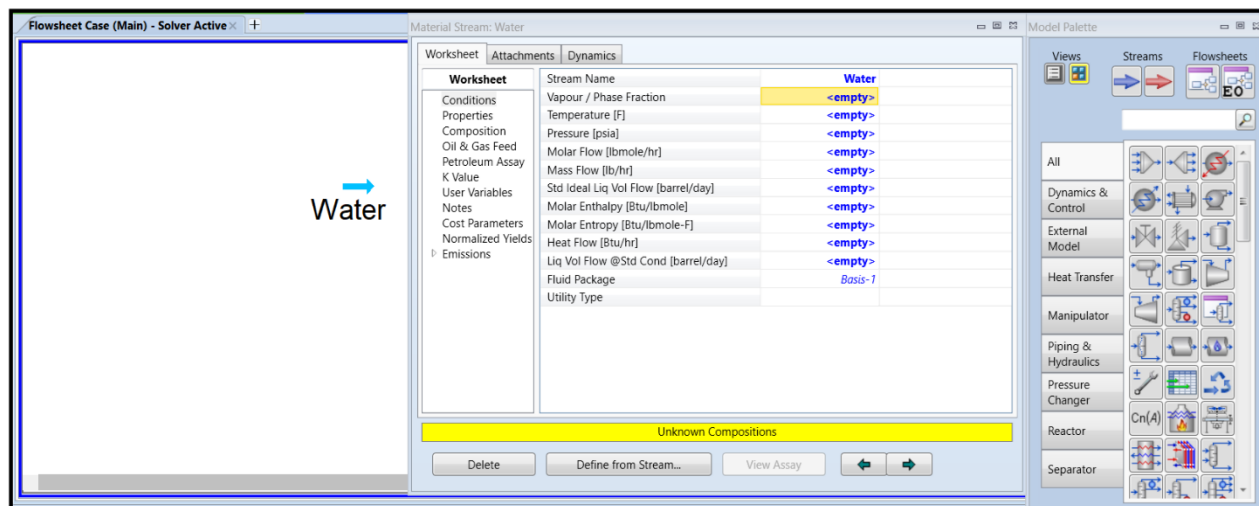 Flowsheet Case (Main) - Solver Active× +
Water
Material Stream: Water
Worksheet Attachments Dynamics
Worksheet
Conditions
Properties
Composition
Oil & Gas Feed
Petroleum Assay
K Value
User Variables
Notes
Cost Parameters
Normalized Yields
Emissions
Stream Name Water
Vapour / Phase Fraction <empty>
Temperature [F] <empty>
Pressure [psia] <empty>
Molar Flow [lbmole/hr] <empty>
Mass Flow [lb/hr] <empty>
Std Ideal Liq Vol Flow [barrel/day] <empty>
Molar Enthalpy [Btu/lbmole] <empty>
Molar Entropy [Btu/lbmole-F] <empty>
Heat Flow [Btu/hr] <empty>
Liq Vol Flow @Std Cond [barrel/day] <empty>
Fluid Package Basis-1
Utility Type
Unknown Compositions
Delete Define from Stream... View Assay
Model Palette
Views Streams Flowsheets
EO
All
Dynamics &
Control
External
Model
Heat Transfer
Manipulator
Piping &
Hydraulics
Pressure
Changer
Reactor
Separator
Cn(A)